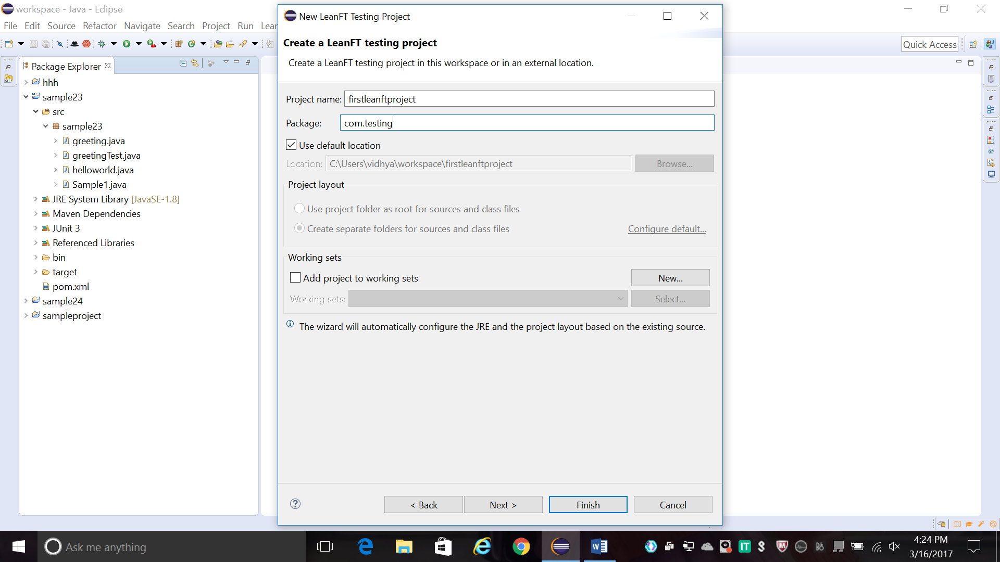 workspace - Java - Eclipse
File Edit Source Refactor Navigate Search Project Run Lear
Quick Access
Package Explorer
hhh
sample23
src
sample23
greeting.java
greetingTest.java
helloworld.java
Sample1.java
JRE System Library [JavaSE-1.8]
Maven Dependencies
JUnit 3
Referenced Libraries
bin
target
pom.xml
sample24
sampleproject
New LeanFT Testing Project
Create a LeanFT testing project
Create a LeanFT testing project in this workspace or in an external location.
Project name: firstleanftproject
Package: com.testing
Use default location
Location: C:\Users\vidhya\workspace\firstleanftproject Browse...
Project layout
Use project folder as root for sources and class files
Create separate folders for sources and class files Configure default...
Working sets
Add project to working sets New...
Working sets: Select...
The wizard will automatically configure the JRE and the project layout based on the existing source.
< Back Next > Finish Cancel
Ask me anything
4:24 PM
3/16/2017